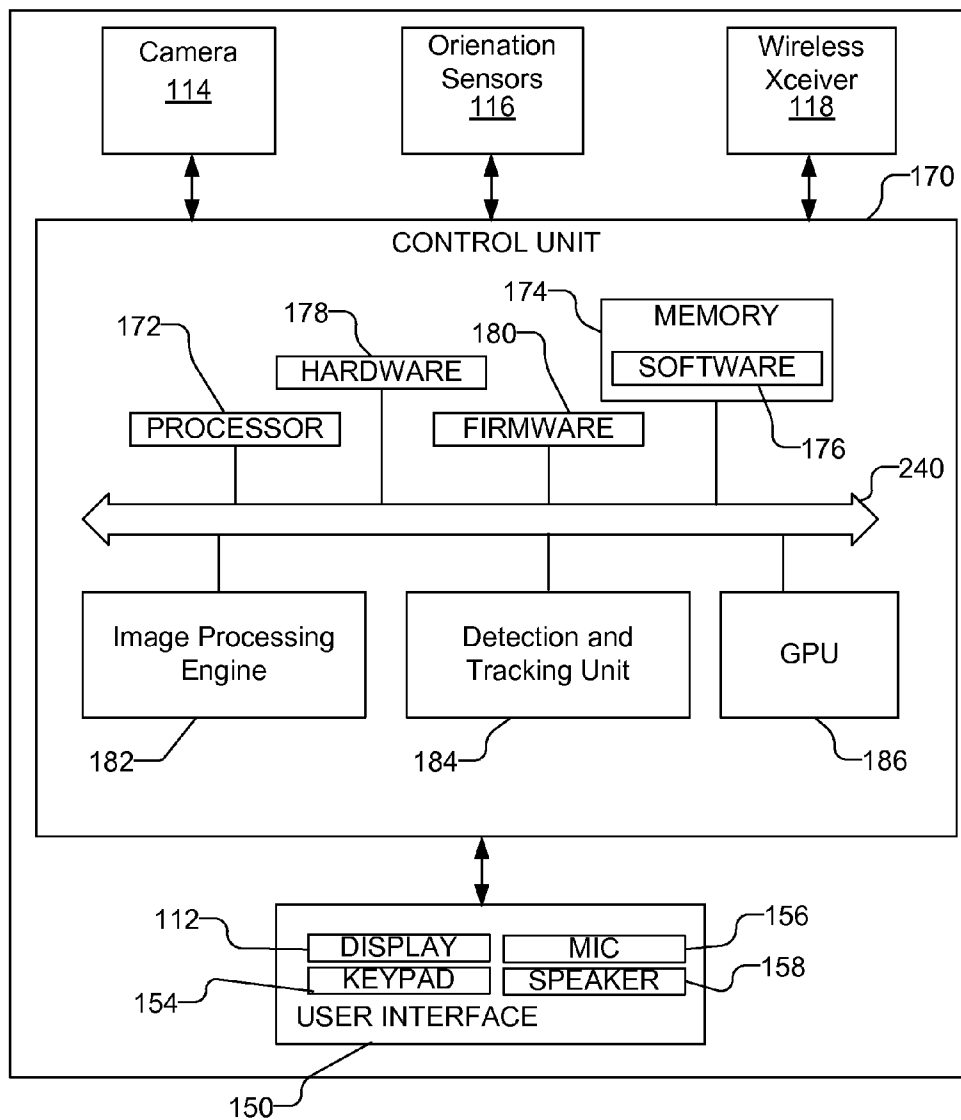 Camera
114
Orienation
Sensors
116
Wireless
Xceiver
118
170
CONTROL UNIT
174
MEMORY
SOFTWARE
176
172
178
HARDWARE
180
PROCESSOR
FIRMWARE
240
Image Processing
Engine
182
Detection and
Tracking Unit
184
GPU
186
112
DISPLAY
MIC
156
154
KEYPAD
SPEAKER
158
USER INTERFACE
150